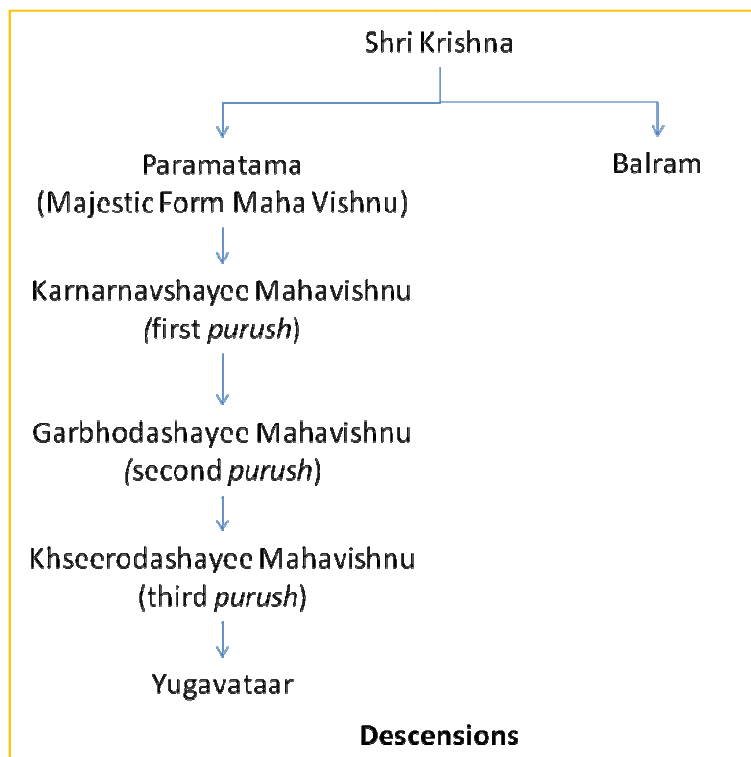 Shri Krishna
Paramatama
(Majestic Form Maha Vishnu)
Balram
Karnarnavshayee Mahavishnu
(first purush)
Garbhodashayee Mahavishnu
(second purush)
Khseerodashayee Mahavishnu
(third purush)
Yugavataar
Descensions